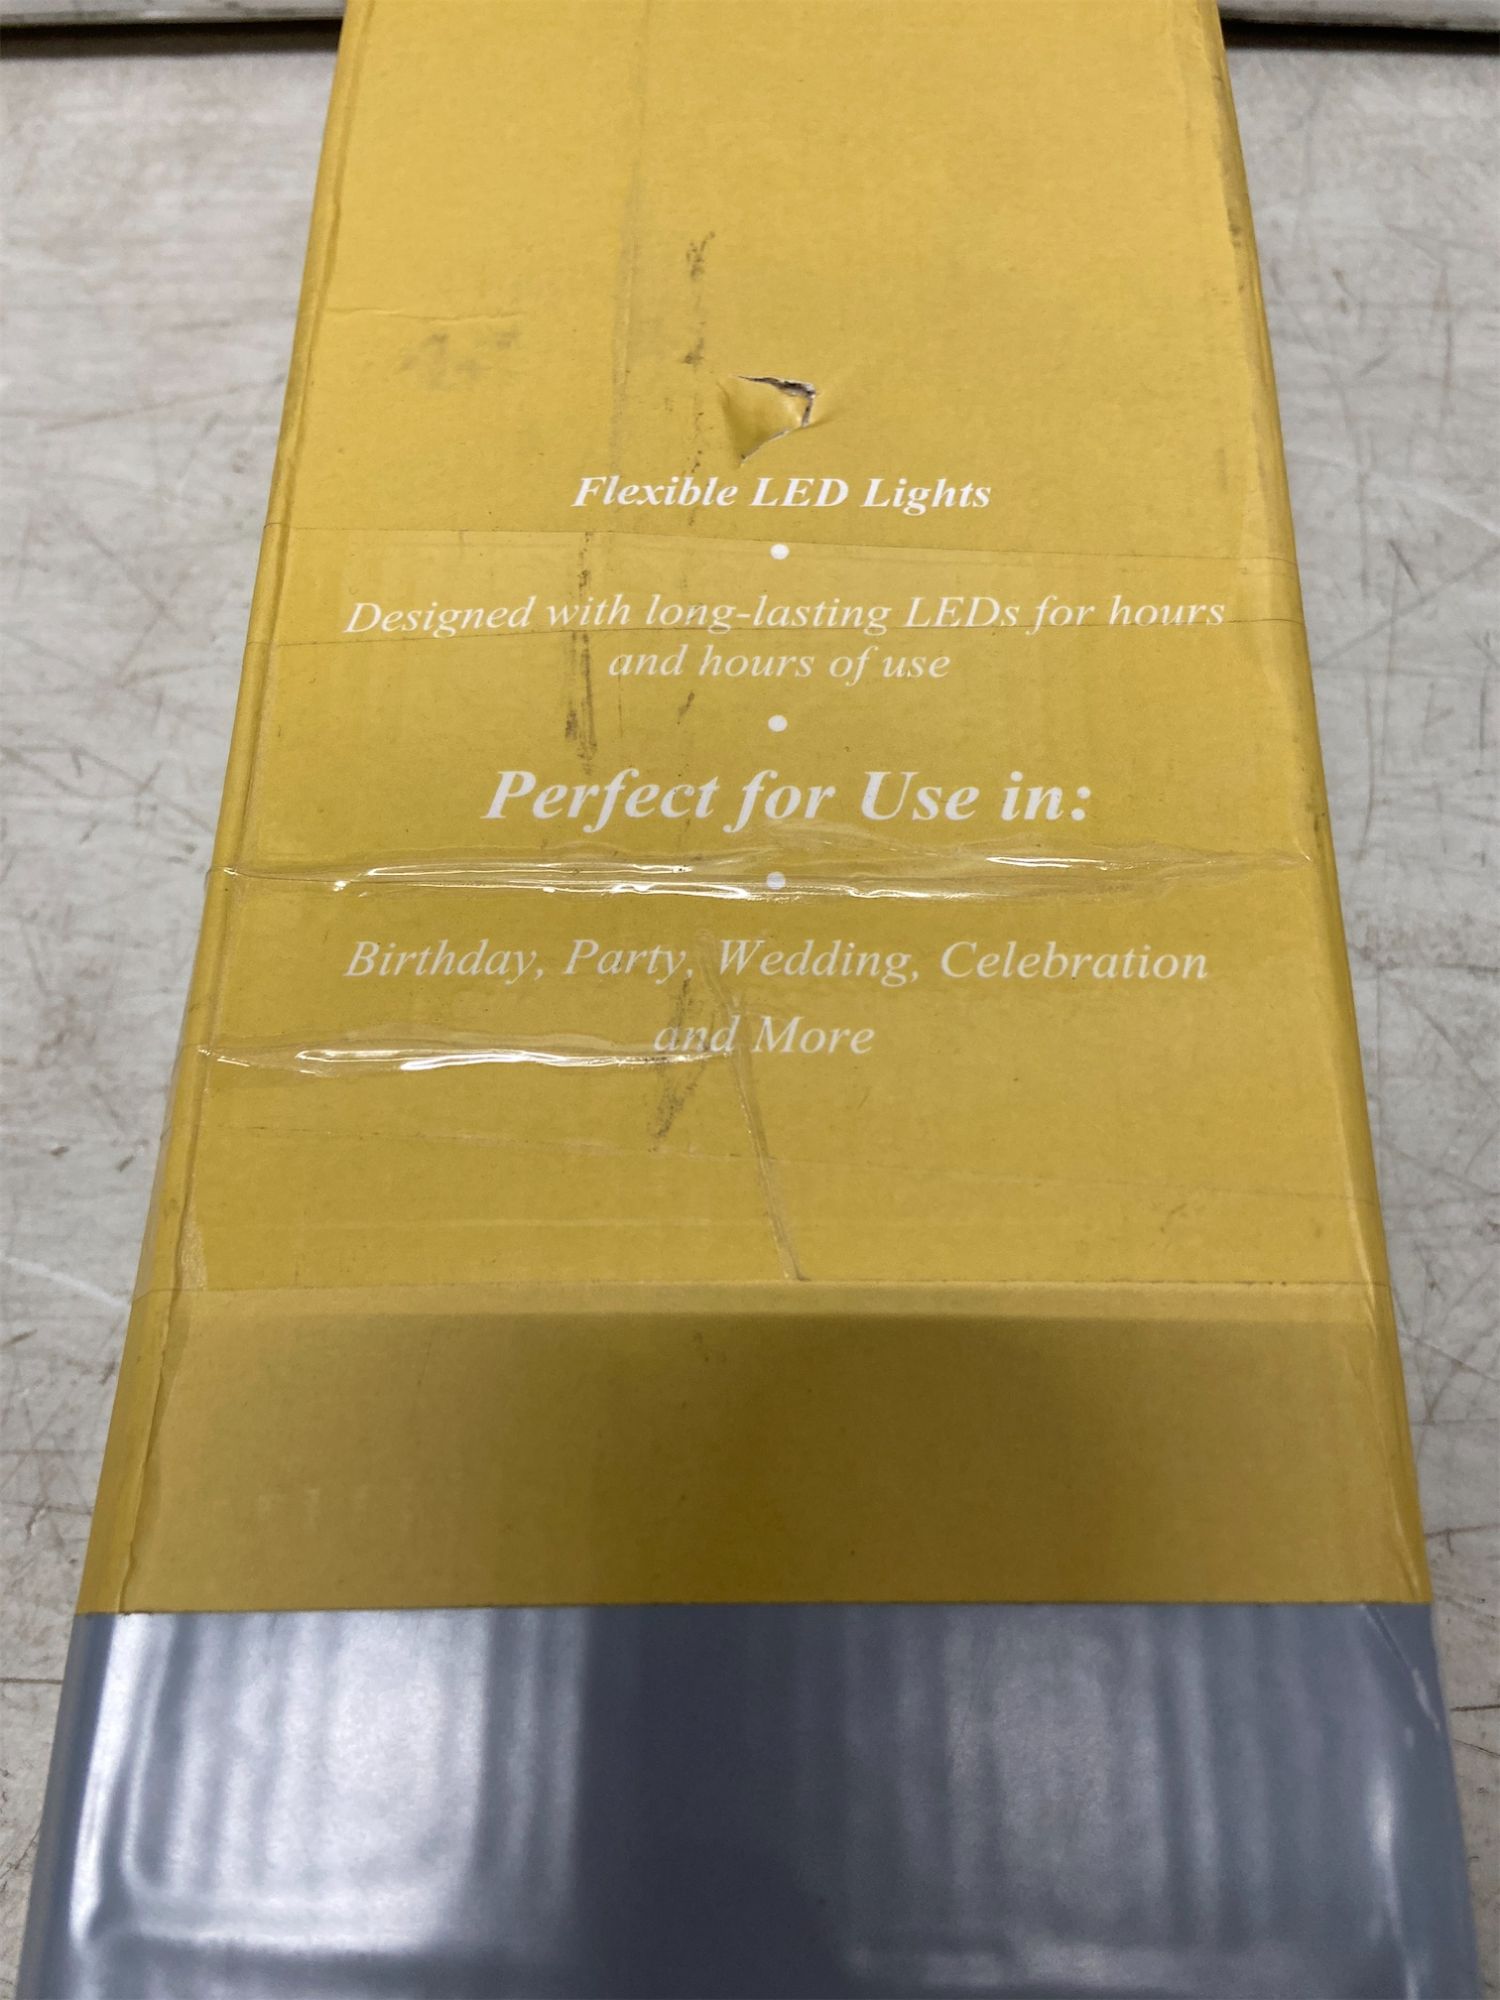 Flexible LED Lights
•
Designed with long-lasting LEDs for hours
and hours of use
•
Perfect for Use in:
•
Birthday, Party, Wedding, Celebration
and More